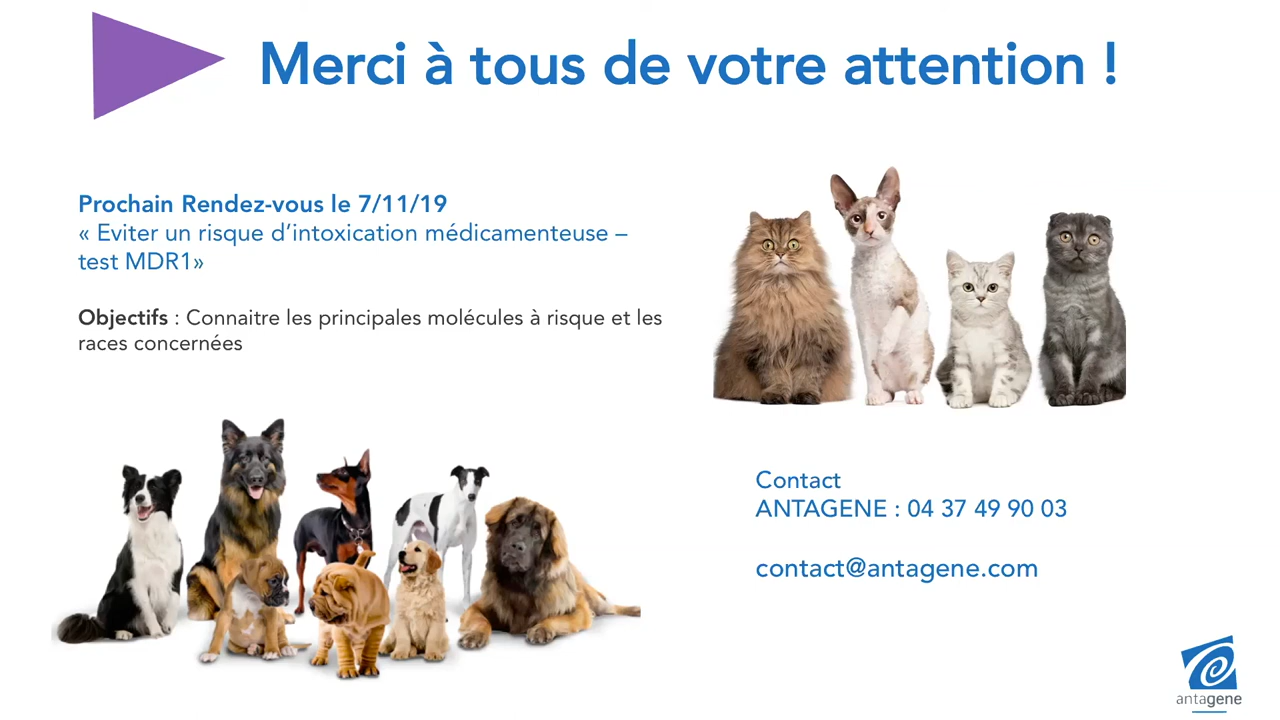 Merci à tous de votre attention !
Prochain Rendez-vous le 7/11/19
« Eviter un risque d’intoxication médicamenteuse –
test MDR1»
Objectifs : Connaitre les principales molécules à risque et les
races concernées
Contact
ANTAGENE : 04 37 49 90 03
contact@antagene.com
antagene